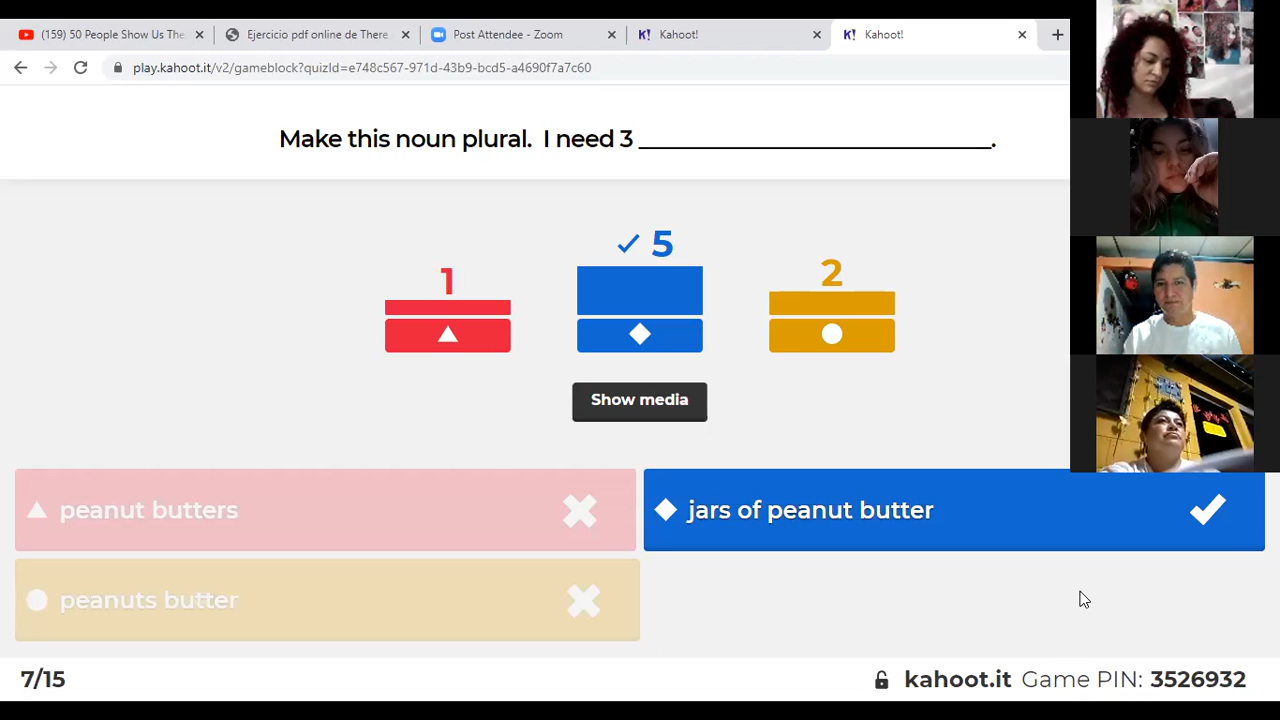 (159) 50 People Show Us The
Ejercicio pdf online de There
Post Attendee - Zoom
Kahoot!
Kahoot!
play.kahoot.it/v2/gameblock?quizId=e748c567-971d-43b9-bcd5-a4690f7a7c60
Make this noun plural. I need 3 ______________________.
1
5
2
Show media
peanut butters
jars of peanut butter
peanuts butter
7/15
kahoot.it Game PIN: 3526932